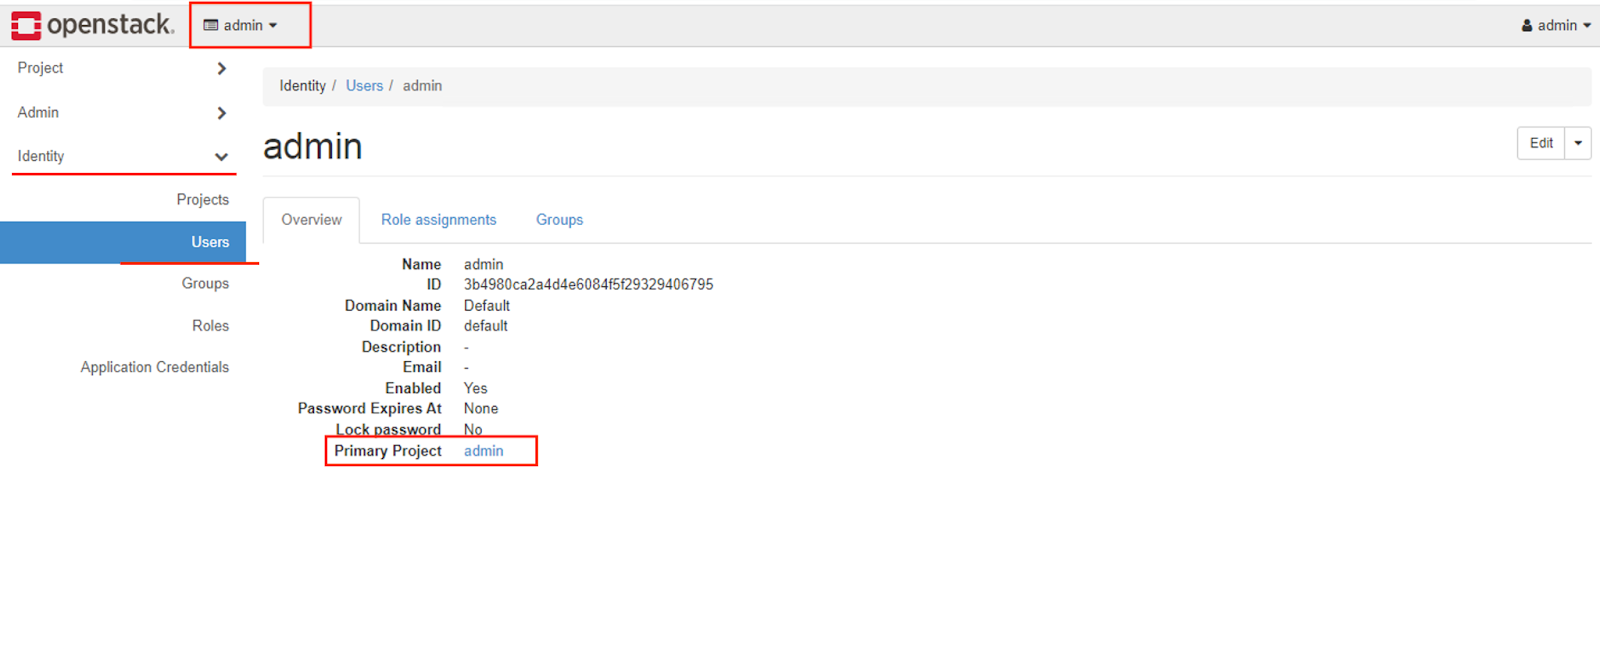 openstack.
admin
admin
Project
Admin
Identity
Projects
Users
Groups
Roles
Application Credentials
Identity / Users / admin
admin
Edit
Overview Role assignments Groups
Name admin
ID 3b4980ca2a4d4e6084f5f29329406795
Domain Name Default
Domain ID default
Description -
Email -
Enabled Yes
Password Expires At None
Lock password No
Primary Project admin